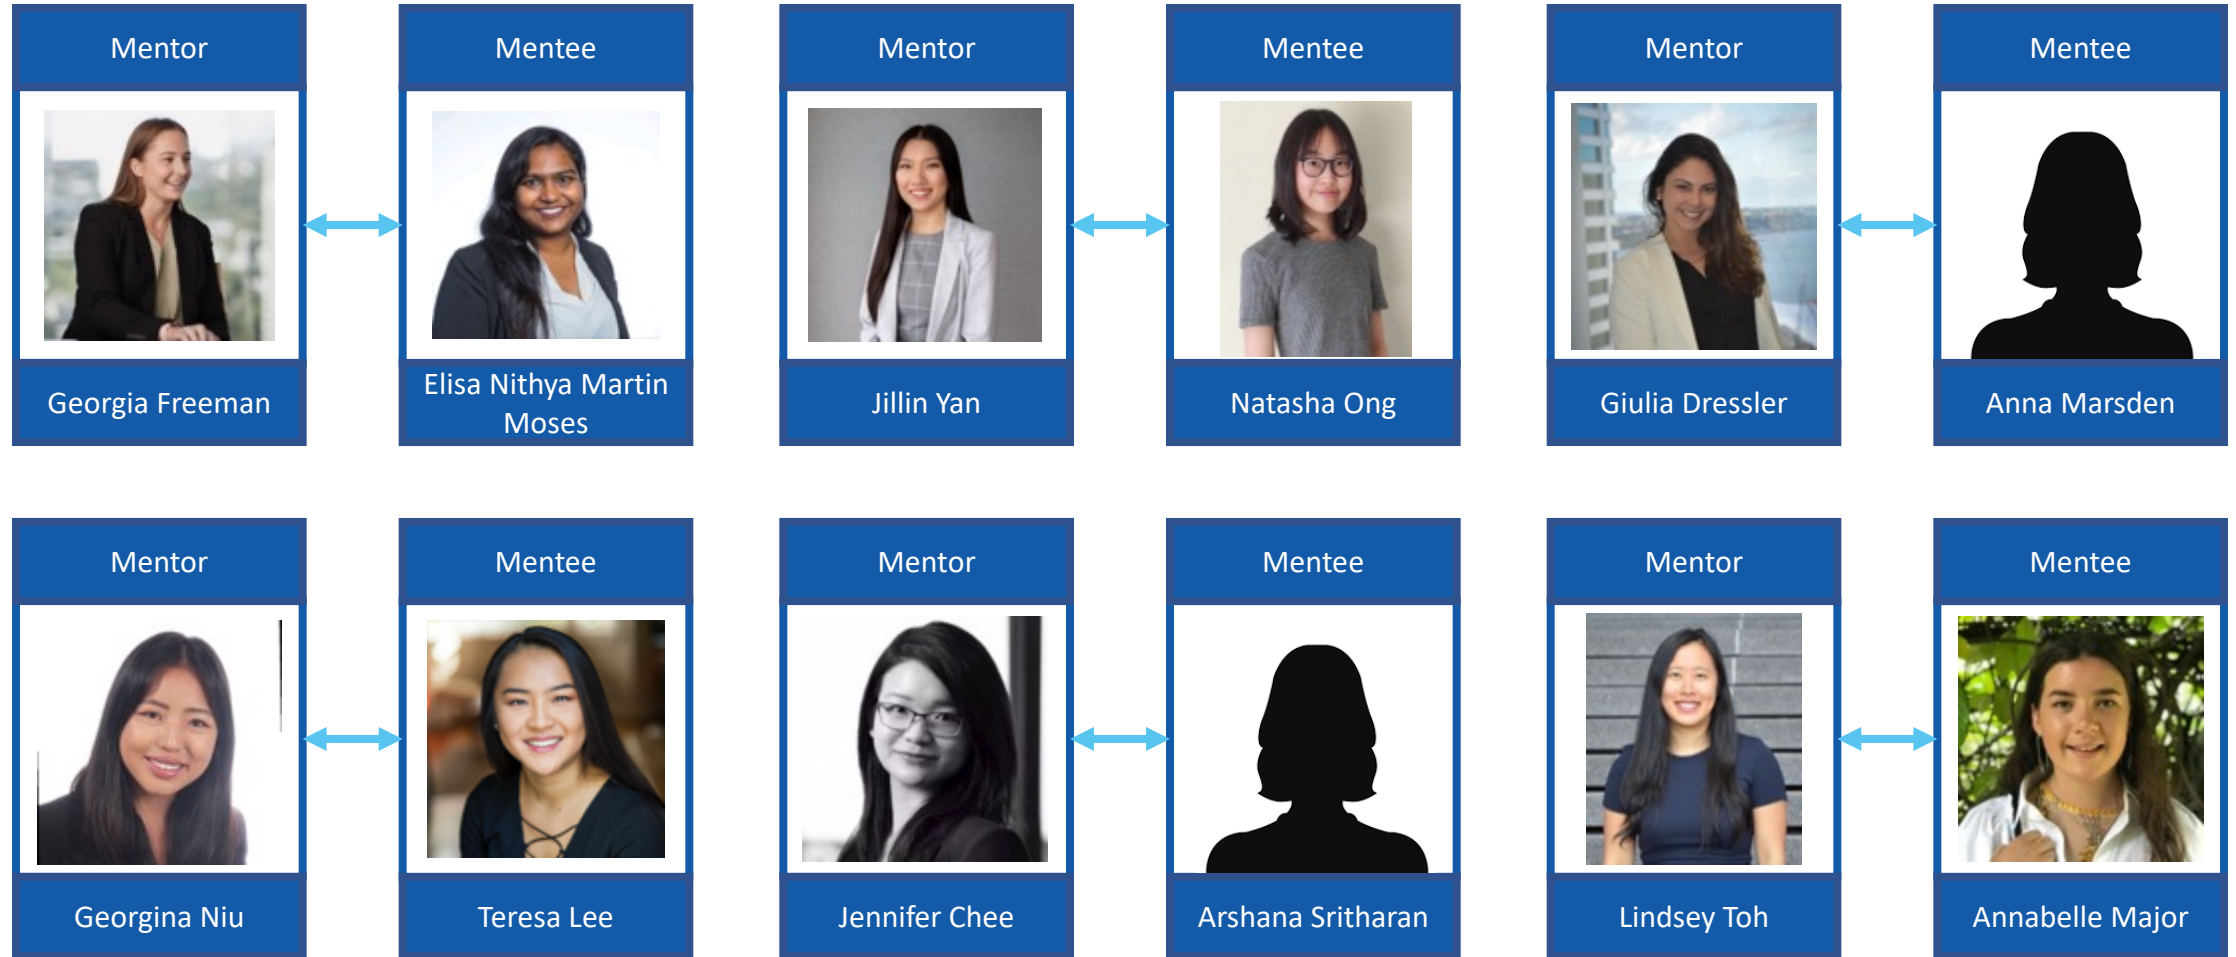 Mentor
Mentee
Mentor
Mentee
Mentor
Mentee
Georgia Freeman
Elisa Nithya Martin
Moses
Jillin Yan
Natasha Ong
Giulia Dressler
Anna Marsden
Mentor
Mentee
Mentor
Mentee
Mentor
Mentee
Georgina Niu
Teresa Lee
Jennifer Chee
Arshana Sritharan
Lindsey Toh
Annabelle Major